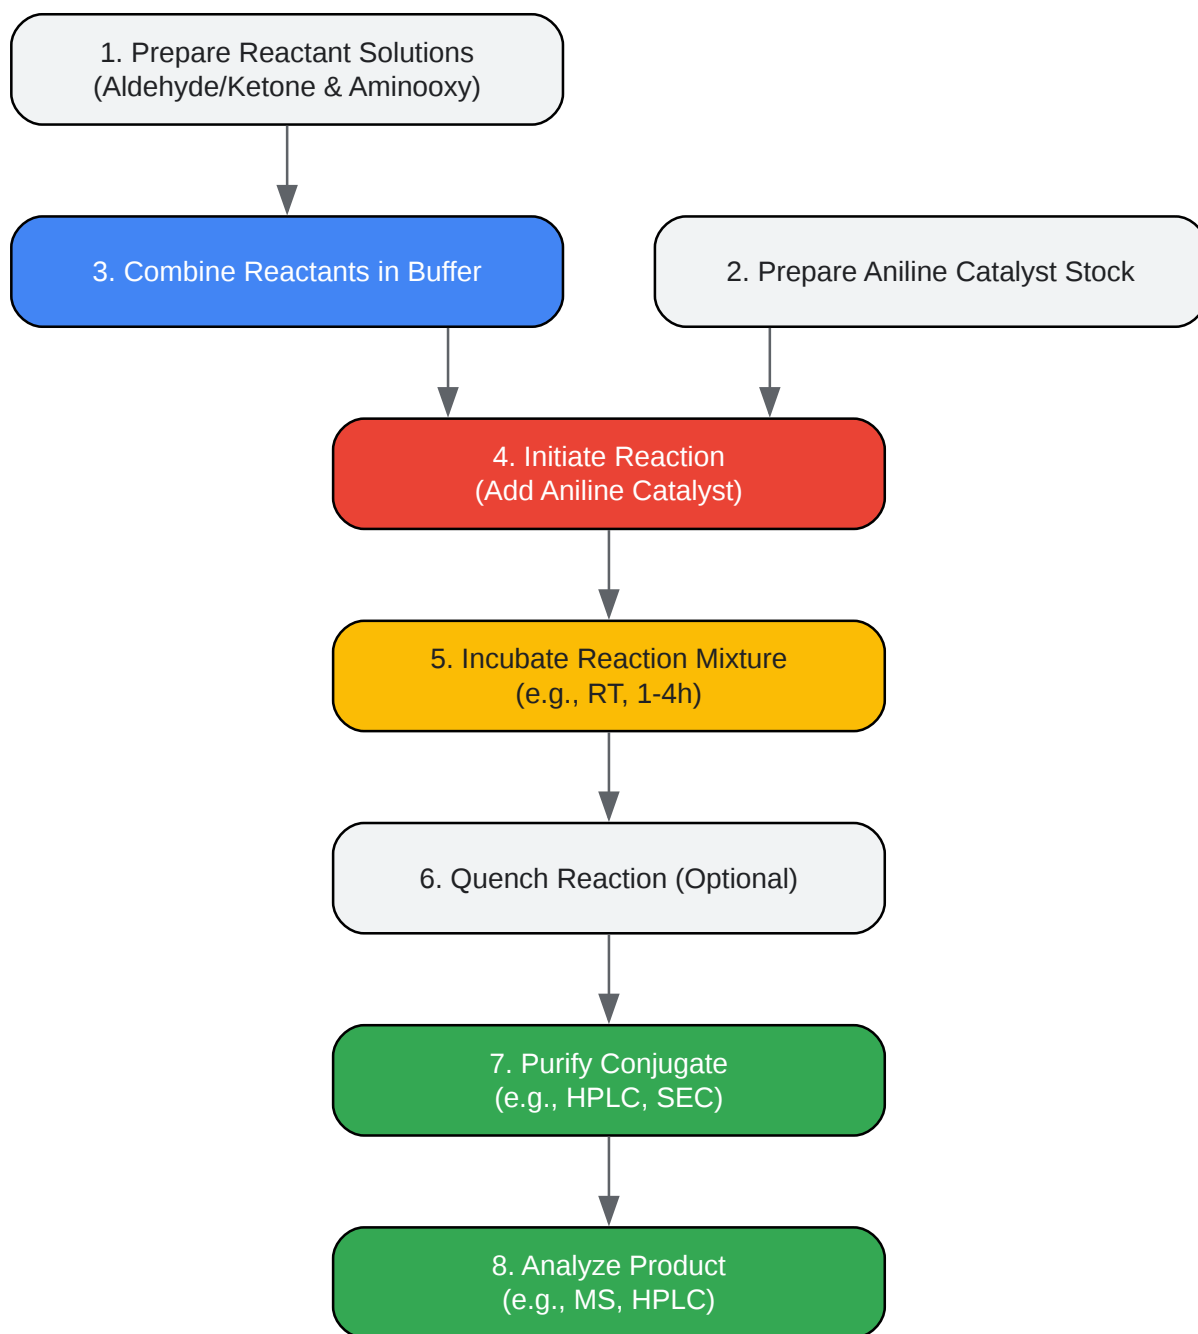 1. Prepare Reactant Solutions
(Aldehyde/Ketone & Aminooxy)
3. Combine Reactants in Buffer
2. Prepare Aniline Catalyst Stock
4. Initiate Reaction
(Add Aniline Catalyst)
5. Incubate Reaction Mixture
(e.g., RT, 1-4h)
6. Quench Reaction (Optional)
7. Purify Conjugate
(e.g., HPLC, SEC)
8. Analyze Product
(e.g., MS, HPLC)